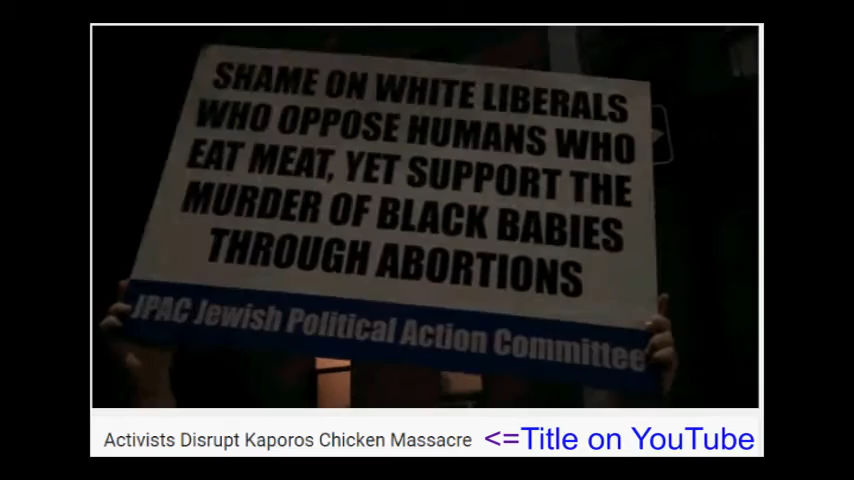 SHAME ON WHITE LIBERALS
WHO OPPOSE HUMANS WHO
EAT MEAT, YET SUPPORT THE
MURDER OF BLACK BABIES
THROUGH ABORTIONS
JPAC Jewish Political Action Committee
Activists Disrupt Kaporos Chicken Massacre <=Title on YouTube